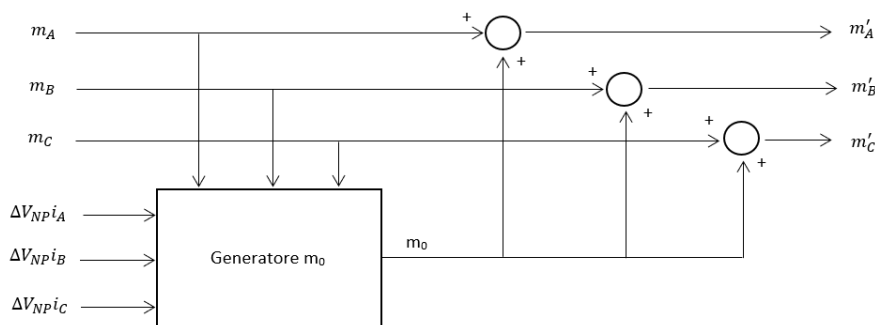 m_A + m′_A
+
m_B + m′_B
+
m_C + m′_C
+
ΔV_NP i_A
m₀
ΔV_NP i_B Generatore m₀
ΔV_NP i_C